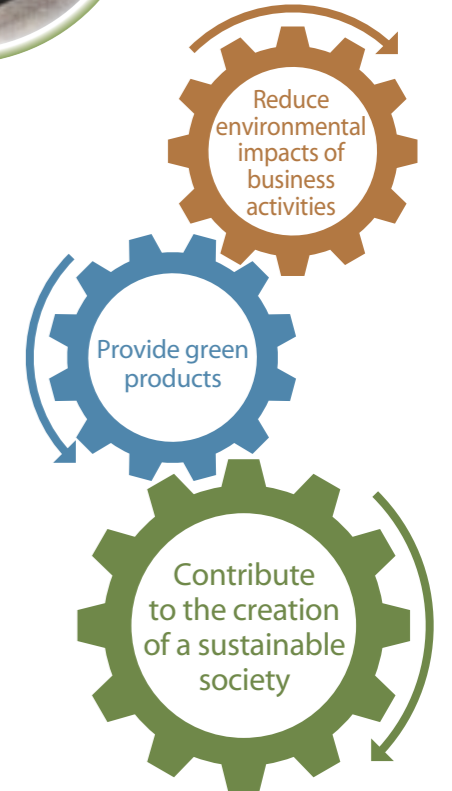 Reduce
environmental
impacts of
business
activities
Provide green
products
Contribute
to the creation
of a sustainable
society